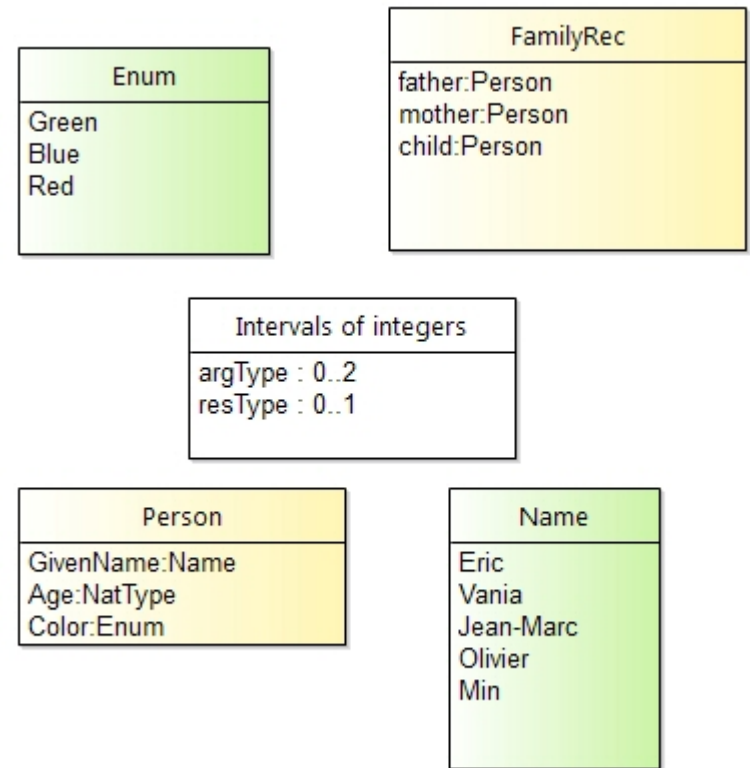 Enum
Green
Blue
Red
FamilyRec
father:Person
mother:Person
child:Person
Intervals of integers
argType : 0..2
resType : 0..1
Person
GivenName:Name
Age:NatType
Color:Enum
Name
Eric
Vania
Jean-Marc
Olivier
Min